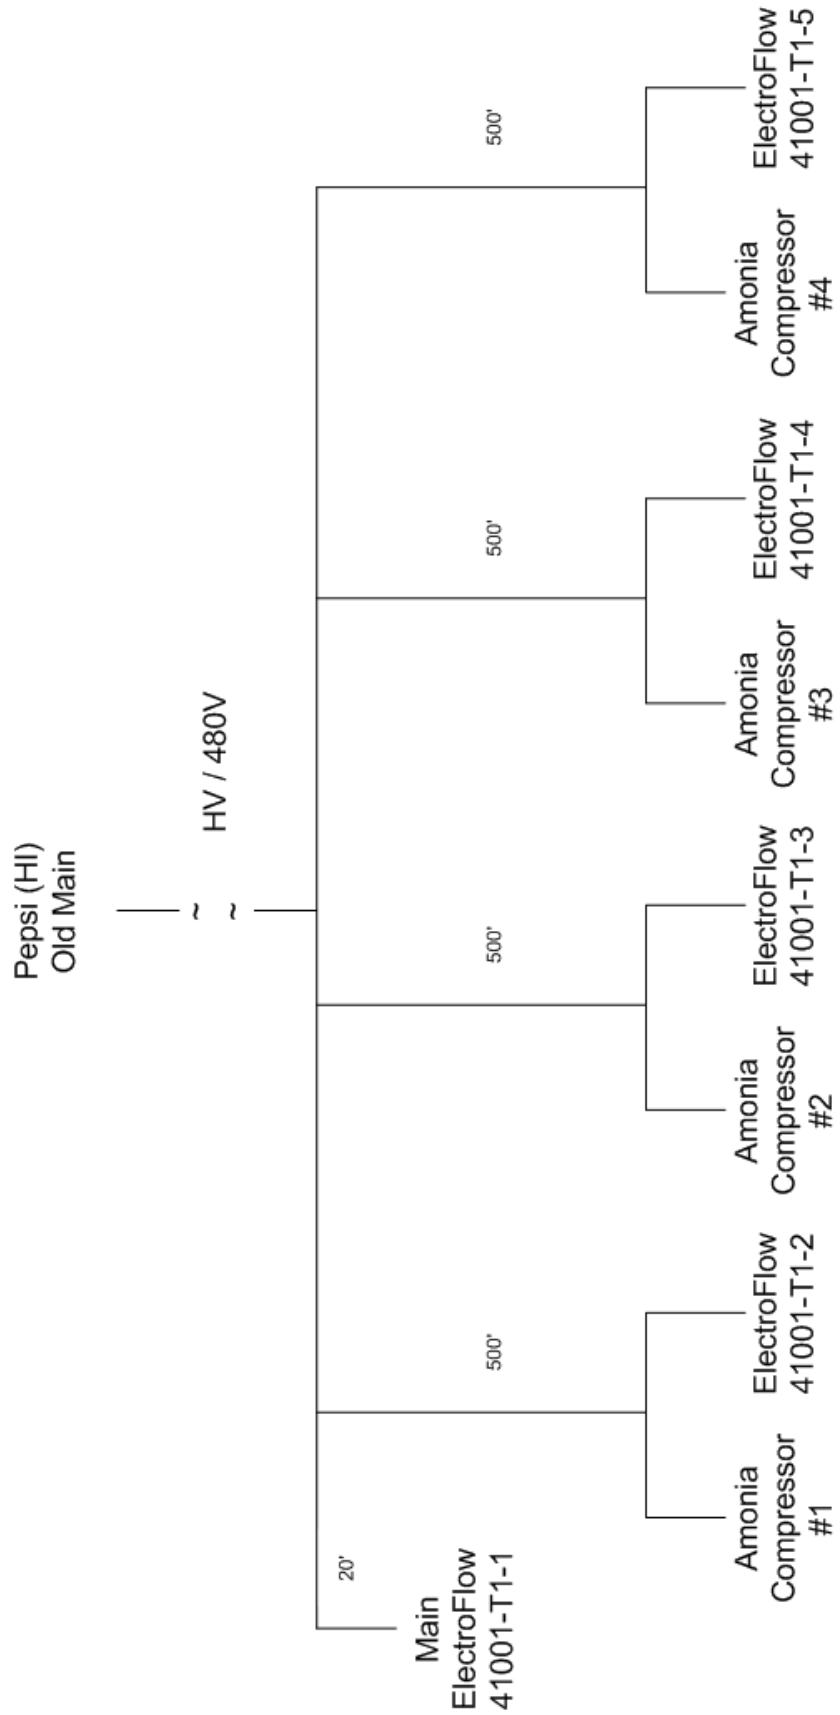 Pepsi (HI)
Old Main
HV / 480V
20'
500'
500'
500'
500'
Main
ElectroFlow
41001-T1-1
Amonia
Compressor
#1
ElectroFlow
41001-T1-2
Amonia
Compressor
#2
ElectroFlow
41001-T1-3
Amonia
Compressor
#3
ElectroFlow
41001-T1-4
Amonia
Compressor
#4
ElectroFlow
41001-T1-5